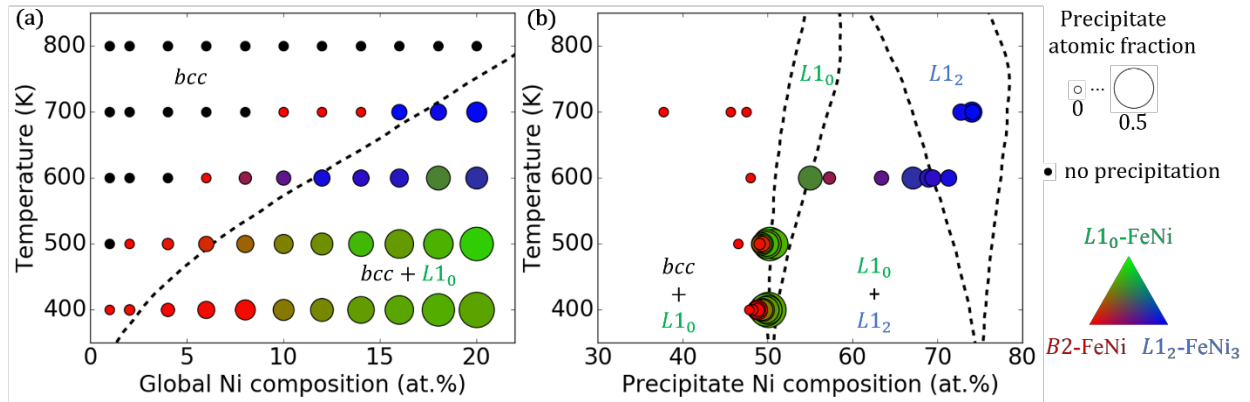 (a)
800
700
600
500
400
Temperature (K)
bcc
bcc + L1₀
0 5 10 15 20
Global Ni composition (at.%)
(b)
800
700
600
500
400
Temperature (K)
L1₀
L1₂
bcc
+
L1₀
L1₀
+
L1₂
30 40 50 60 70 80
Precipitate Ni composition (at.%)
Precipitate
atomic fraction
...
0
0.5
no precipitation
L1₀-FeNi
B2-FeNi L1₂-FeNi₃